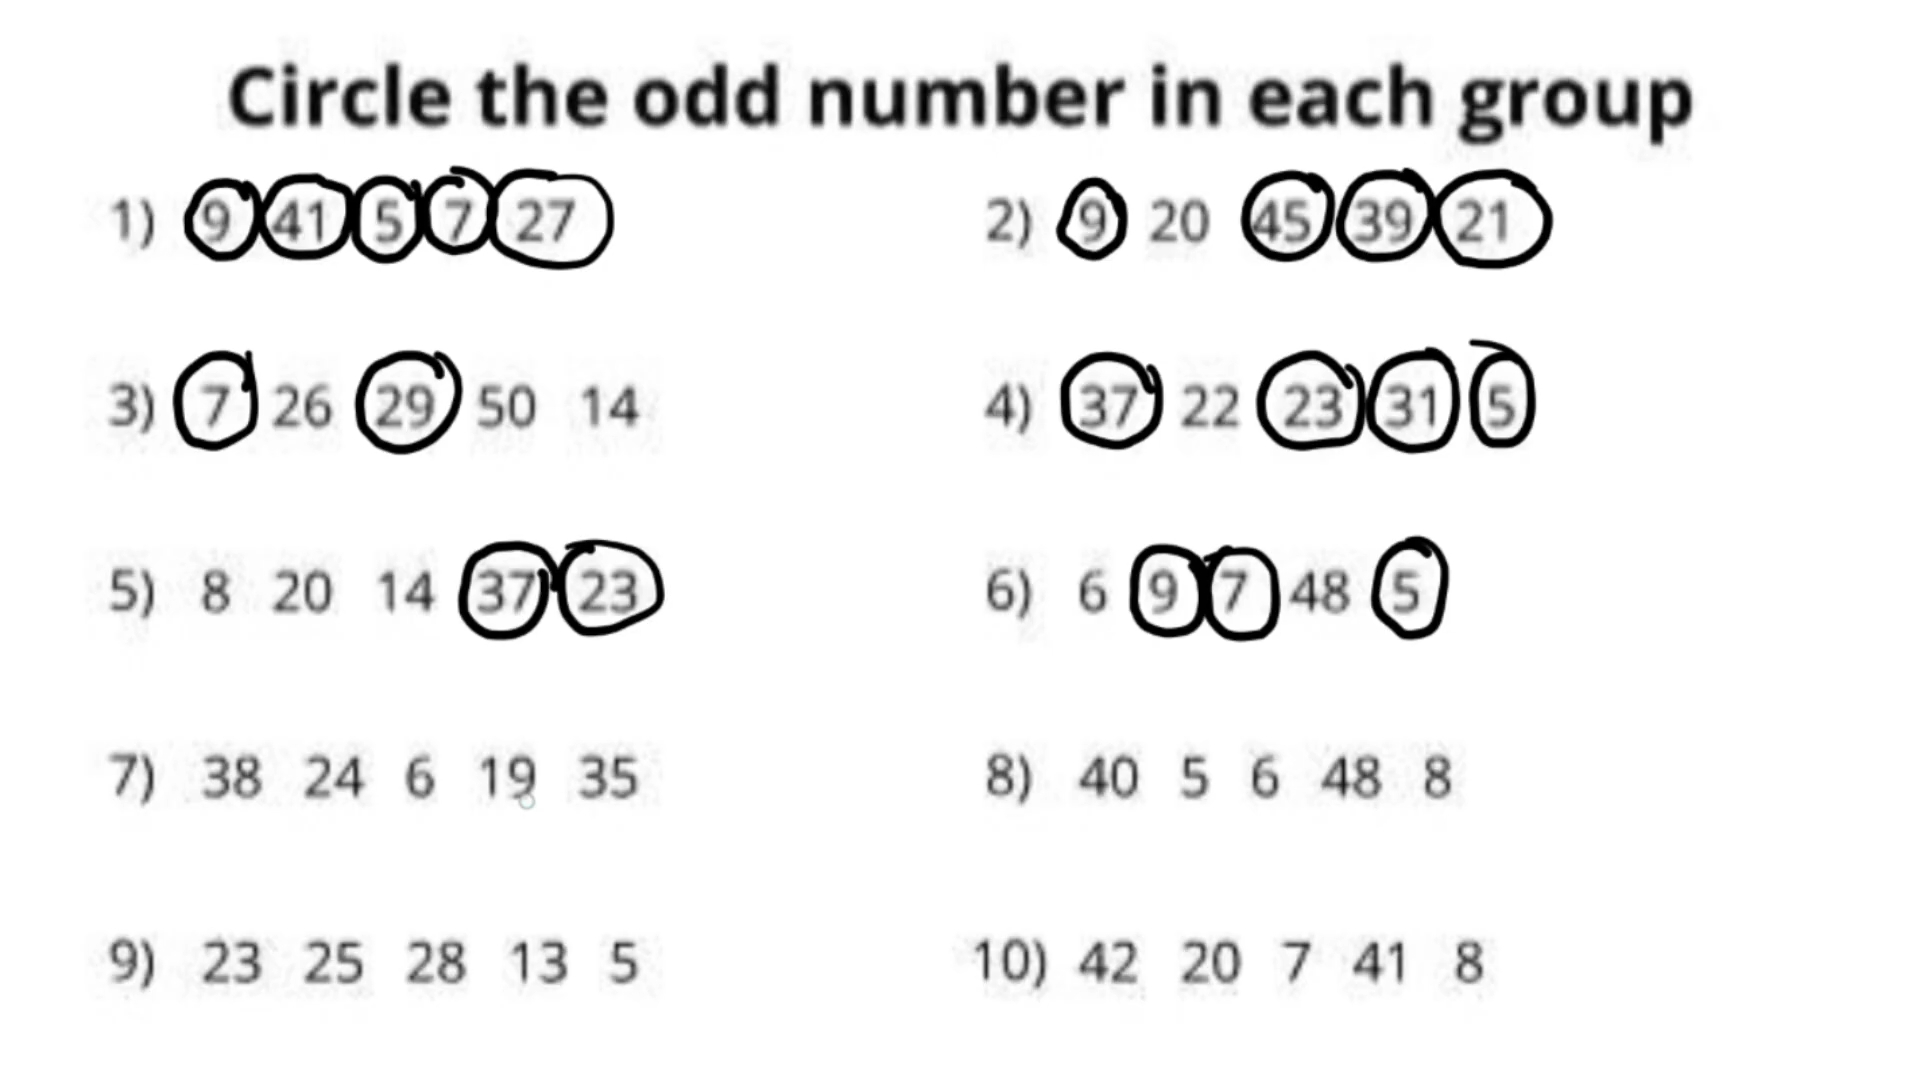 Circle the odd number in each group
1) 9 41 5 7 27
2) 9 20 45 39 21
3) 7 26 29 50 14
4) 37 22 23 31 5
5) 8 20 14 37 23
6) 6 9 7 48 5
7) 38 24 6 19 35
8) 40 5 6 48 8
9) 23 25 28 13 5
10) 42 20 7 41 8